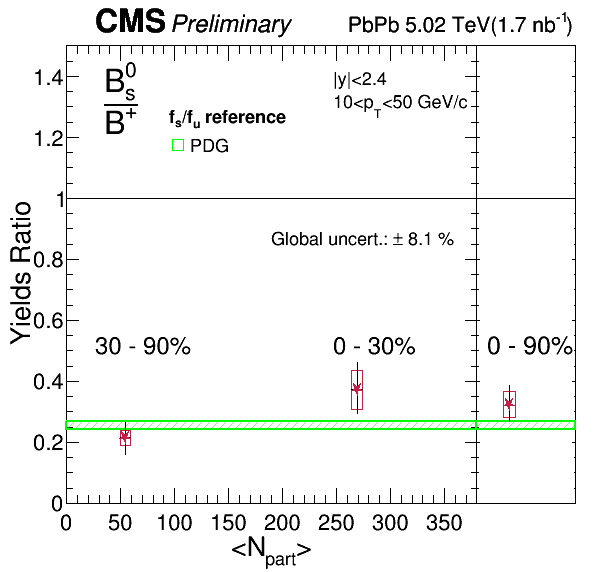 CMS Preliminary PbPb 5.02 TeV(1.7 nb⁻¹)
B⁰ₛ
B⁺
|y|<2.4
10<p_T<50 GeV/c
fₛ/fᵤ reference
PDG
Global uncert.: ± 8.1 %
30 - 90% 0 - 30% 0 - 90%
Yields Ratio
1.4
1.2
1
0.8
0.6
0.4
0.2
0
0 50 100 150 200 250 300 350
<N_part>